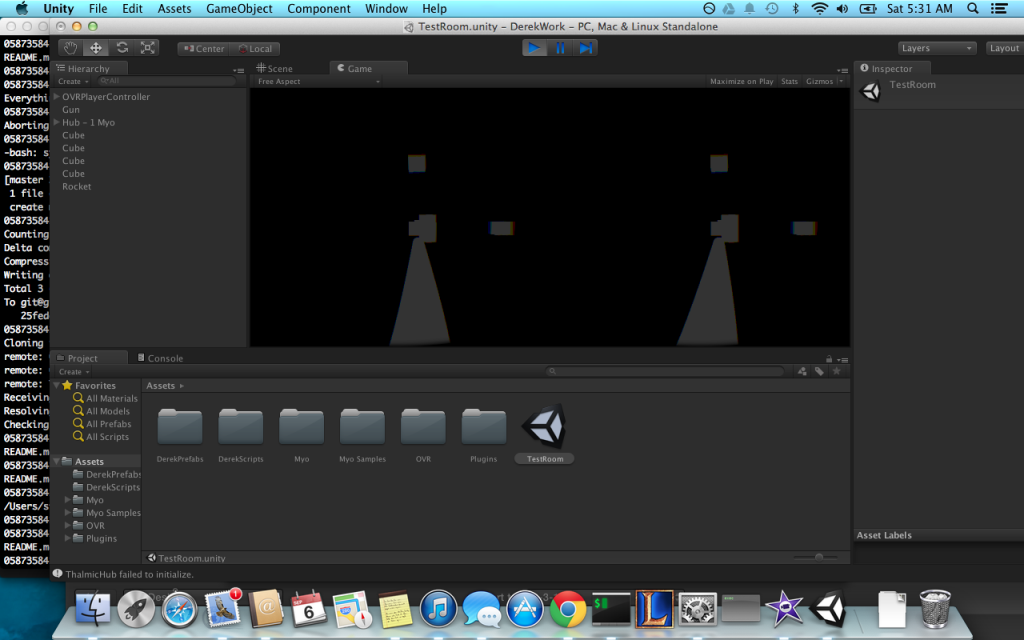 Unity File Edit Assets GameObject Component Window Help Sat 5:31 AM
TestRoom.unity - DerekWork - PC, Mac & Linux Standalone
Center Local Layers Layout
Hierarchy Scene Game Inspector
Create All Free Aspect Maximize on Play Stats Gizmos TestRoom
OVRPlayerController
Gun
Hub - 1 Myo
Cube
Cube
Cube
Cube
Rocket
05873584
README.m
05873584
05873584
Everythi
05873584
Aborting
05873584
-bash: s
05873584
[master
1 file
create
05873584
Counting
Delta co
Compress
Writing
Total 3
To git@g
25fed
05873584
Cloning
remote:
remote:
remote:
Receivin
Resolvin
Checking
05873584
README.m
05873584
README.m
05873584
/Users/s
05873584
05873584
README.m
05873584
Project Console
Create
Favorites
All Materials
All Models
All Prefabs
All Scripts
Assets
DerekPrefabs
DerekScripts
Myo
Myo Samples
OVR
Plugins
Assets
DerekPrefabs DerekScripts Myo Myo Samples OVR Plugins TestRoom
TestRoom.unity
Asset Labels
ThalmicHub failed to initialize.
1
SEP
6